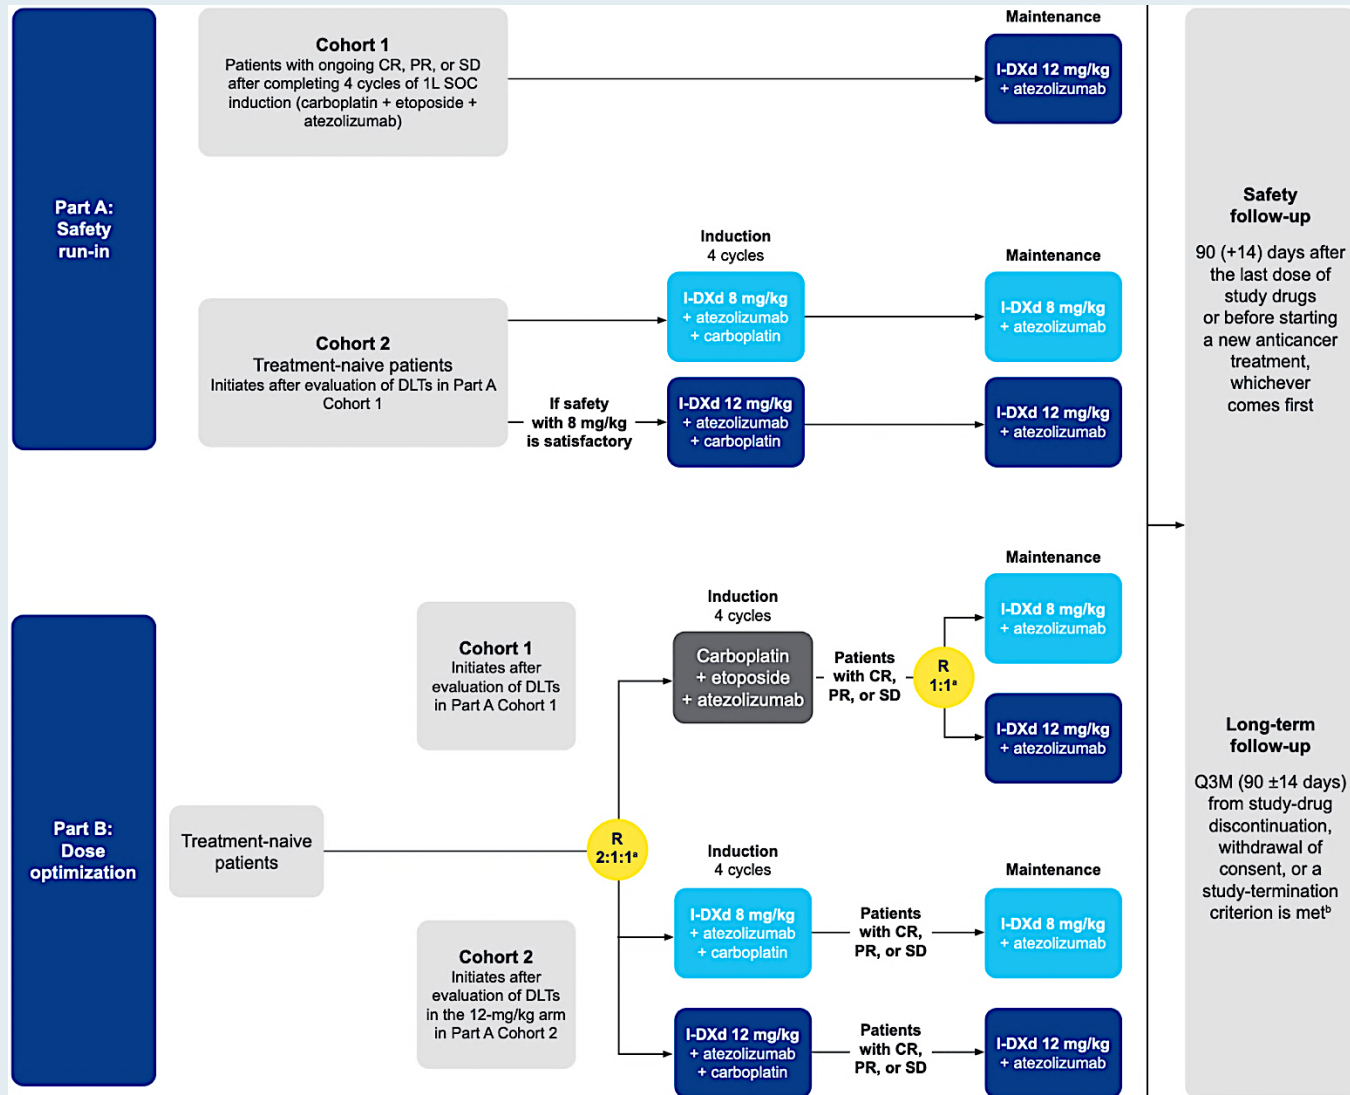 Part A:
Safety
run-in
Cohort 1
Patients with ongoing CR, PR, or SD
after completing 4 cycles of 1L SOC
induction (carboplatin + etoposide +
atezolizumab)
Maintenance
I-DXd 12 mg/kg
+ atezolizumab
Cohort 2
Treatment-naive patients
Initiates after evaluation of DLTs in Part A
Cohort 1
Induction
4 cycles
I-DXd 8 mg/kg
+ atezolizumab
+ carboplatin
Maintenance
I-DXd 8 mg/kg
+ atezolizumab
If safety
with 8 mg/kg
is satisfactory
I-DXd 12 mg/kg
+ atezolizumab
+ carboplatin
I-DXd 12 mg/kg
+ atezolizumab
Part B:
Dose
optimization
Treatment-naive
patients
R
2:1:1ᵃ
Cohort 1
Initiates after
evaluation of DLTs
in Part A Cohort 1
Induction
4 cycles
Carboplatin
+ etoposide
+ atezolizumab
Patients
with CR,
PR, or SD
R
1:1ᵃ
Maintenance
I-DXd 8 mg/kg
+ atezolizumab
I-DXd 12 mg/kg
+ atezolizumab
Cohort 2
Initiates after
evaluation of DLTs
in the 12-mg/kg arm
in Part A Cohort 2
Induction
4 cycles
I-DXd 8 mg/kg
+ atezolizumab
+ carboplatin
Patients
with CR,
PR, or SD
Maintenance
I-DXd 8 mg/kg
+ atezolizumab
I-DXd 12 mg/kg
+ atezolizumab
+ carboplatin
Patients
with CR,
PR, or SD
I-DXd 12 mg/kg
+ atezolizumab
Safety
follow-up
90 (+14) days after
the last dose of
study drugs
or before starting
a new anticancer
treatment,
whichever
comes first
Long-term
follow-up
Q3M (90 ±14 days)
from study-drug
discontinuation,
withdrawal of
consent, or a
study-termination
criterion is metᵇ